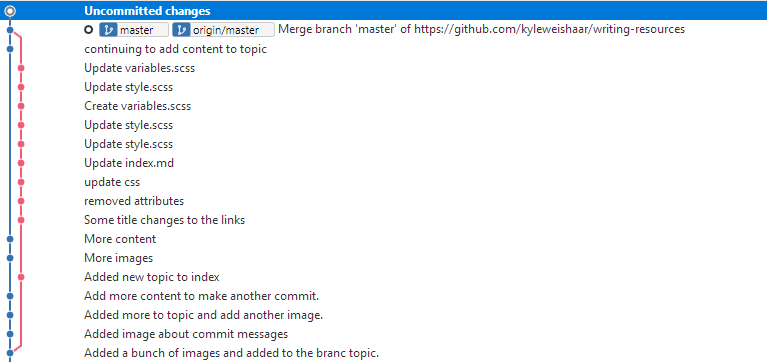 Uncommitted changes
master origin/master Merge branch 'master' of https://github.com/kyleweishaar/writing-resources
continuing to add content to topic
Update variables.scss
Update style.scss
Create variables.scss
Update style.scss
Update style.scss
Update index.md
update css
removed attributes
Some title changes to the links
More content
More images
Added new topic to index
Add more content to make another commit.
Added more to topic and add another image.
Added image about commit messages
Added a bunch of images and added to the branc topic.